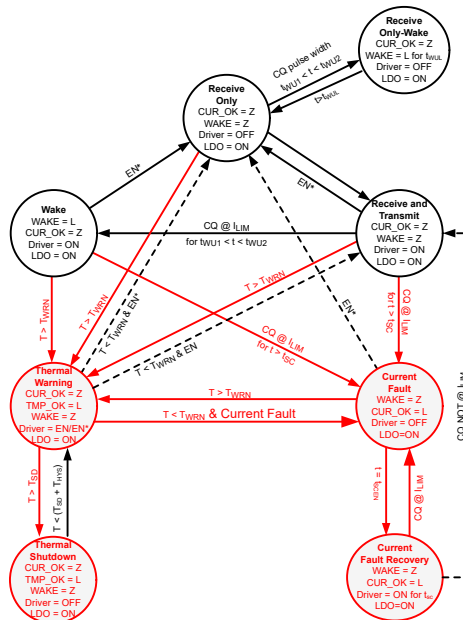 Receive
Only-Wake
CUR_OK = Z
WAKE = L for tWUL
Driver = OFF
LDO = ON
CQ pulse width
tWU1 < t < tWU2
t>tWUL
Receive
Only
CUR_OK = Z
WAKE = Z
Driver = OFF
LDO = ON
EN*
EN*
Wake
WAKE = L
CUR_OK = Z
Driver = ON
LDO = ON
CQ @ ILIM
for tWU1 < t < tWU2
Receive and
Transmit
CUR_OK = Z
WAKE = Z
Driver = ON
LDO = ON
T > TWRN
T > TWRN
T < TWRN & EN*
T > TWRN
T < TWRN & EN
CQ @ ILIM
for t > tSC
EN*
CQ @ ILIM
for t > tSC
Thermal
Warning
CUR_OK = Z
TMP_OK = L
WAKE = Z
Driver = EN/EN*
LDO = ON
T > TWRN
T < TWRN & Current Fault
Current
Fault
WAKE = Z
CUR_OK = L
Driver = OFF
LDO=ON
T > TSD
T < (TSD + THYS)
t = tSCEN
CQ @ ILIM
CQ NOT @ ILIM
Thermal
Shutdown
CUR_OK = Z
TMP_OK = L
WAKE = Z
Driver = OFF
LDO = ON
Current
Fault Recovery
WAKE = Z
CUR_OK = L
Driver = ON for tsc
LDO=ON